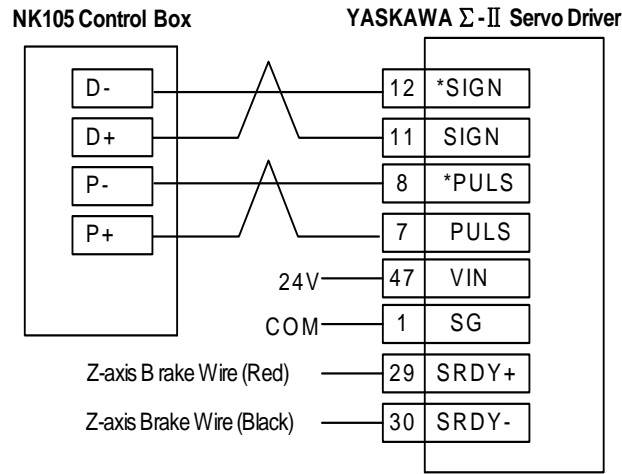 NK105 Control Box YASKAWA Σ-Ⅱ Servo Driver
D- 12 *SIGN
D+ 11 SIGN
P- 8 *PULS
P+ 7 PULS
24V 47 VIN
COM 1 SG
Z-axis B rake Wire (Red) 29 SRDY+
Z-axis Brake Wire (Black) 30 SRDY-